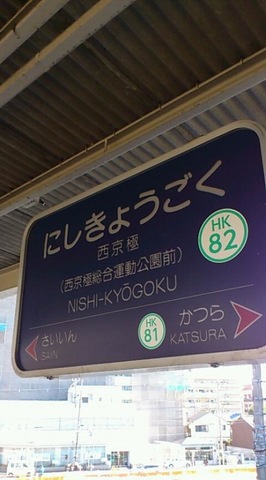 にしきょうごく
西京極
(西京極総合運動公園前)
NISHI-KYŌGOKU
HK
82
さいいん
SAIIN
HK
81
かつら
KATSURA